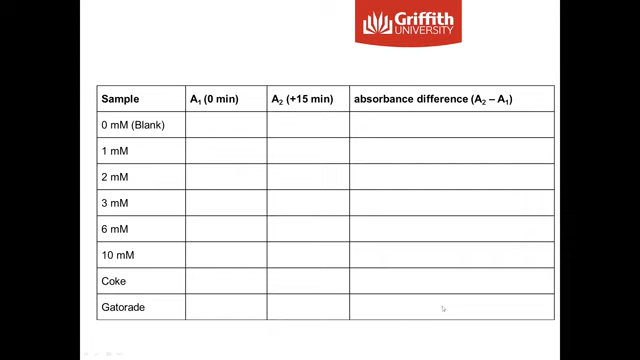 Griffith
UNIVERSITY
Sample A₁ (0 min) A₂ (+15 min) absorbance difference (A₂ – A₁)
0 mM (Blank)
1 mM
2 mM
3 mM
6 mM
10 mM
Coke
Gatorade